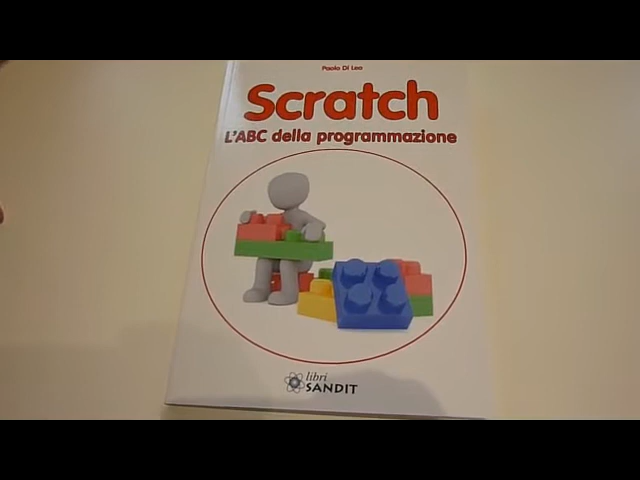 Paolo Di Leo
Scratch
L'ABC della programmazione
libri
SANDIT